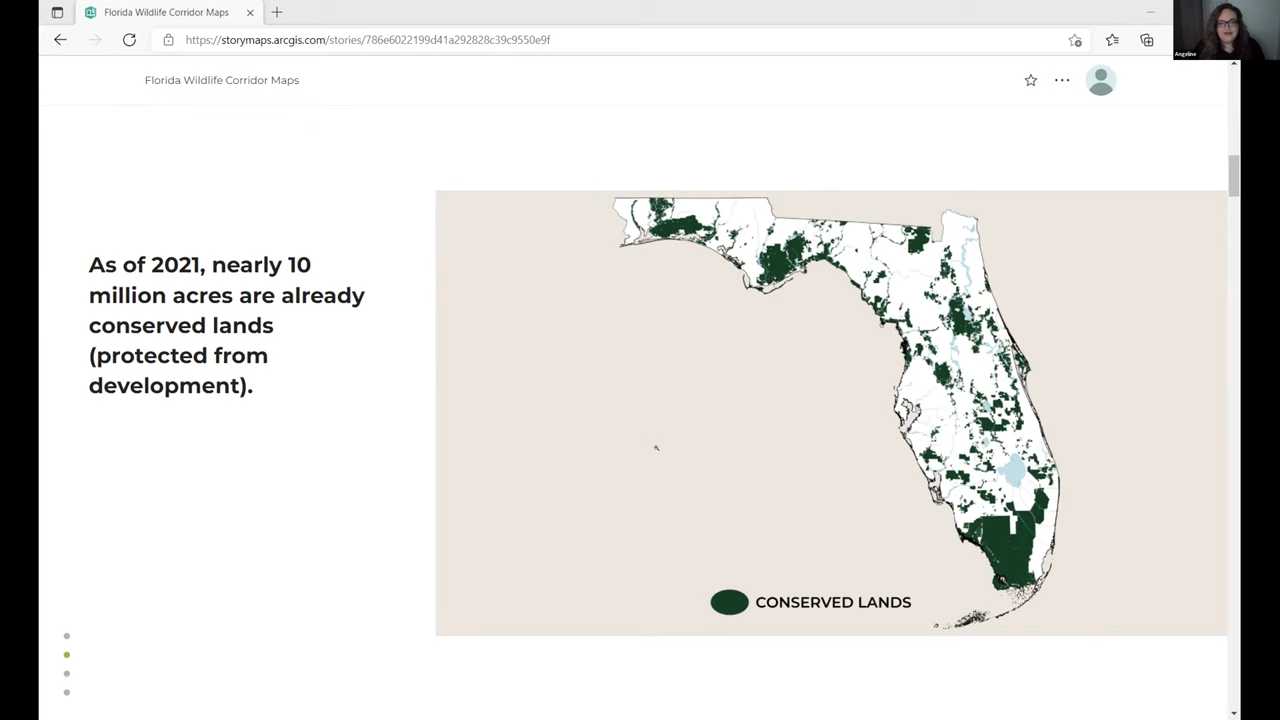 Florida Wildlife Corridor Maps
https://storymaps.arcgis.com/stories/786e6022199d41a292828c39c9550e9f
Angeline
Florida Wildlife Corridor Maps
As of 2021, nearly 10
million acres are already
conserved lands
(protected from
development).
CONSERVED LANDS